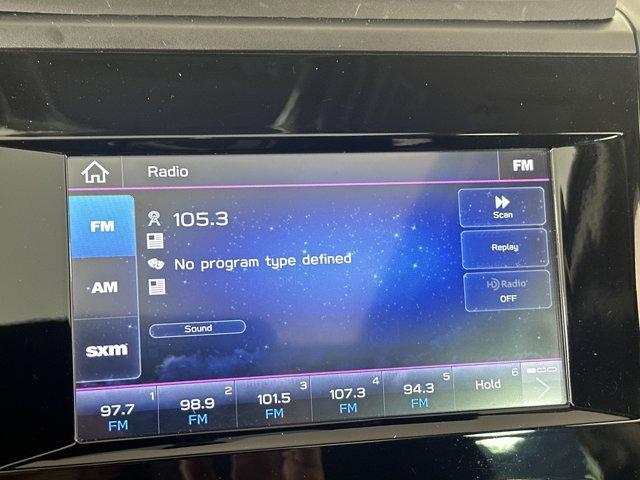 Radio
FM
FM
AM
sxm
105.3
No program type defined
Sound
Scan
Replay
HD Radio
OFF
1
97.7
FM
2
98.9
FM
3
101.5
FM
4
107.3
FM
5
94.3
FM
6
Hold